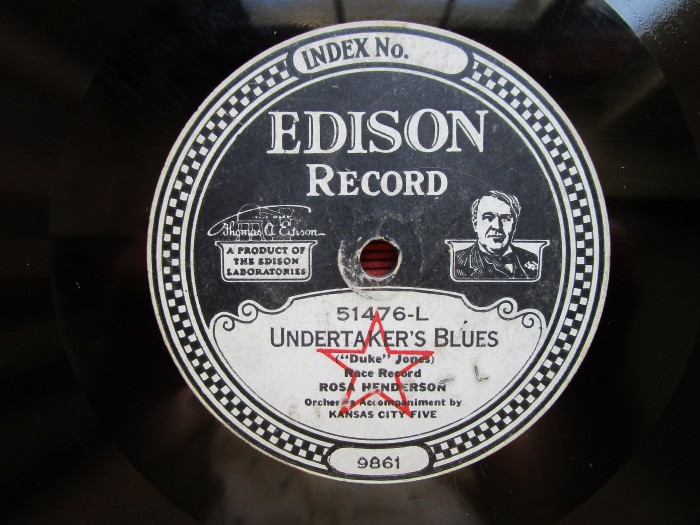 INDEX No.
EDISON
RECORD
Thomas A Edison
A PRODUCT OF
THE EDISON
LABORATORIES
51476-L
UNDERTAKER'S BLUES
("Duke" Jones)
Race Record
ROSA HENDERSON
L
Orchestra Accompaniment by
KANSAS CITY FIVE
9861